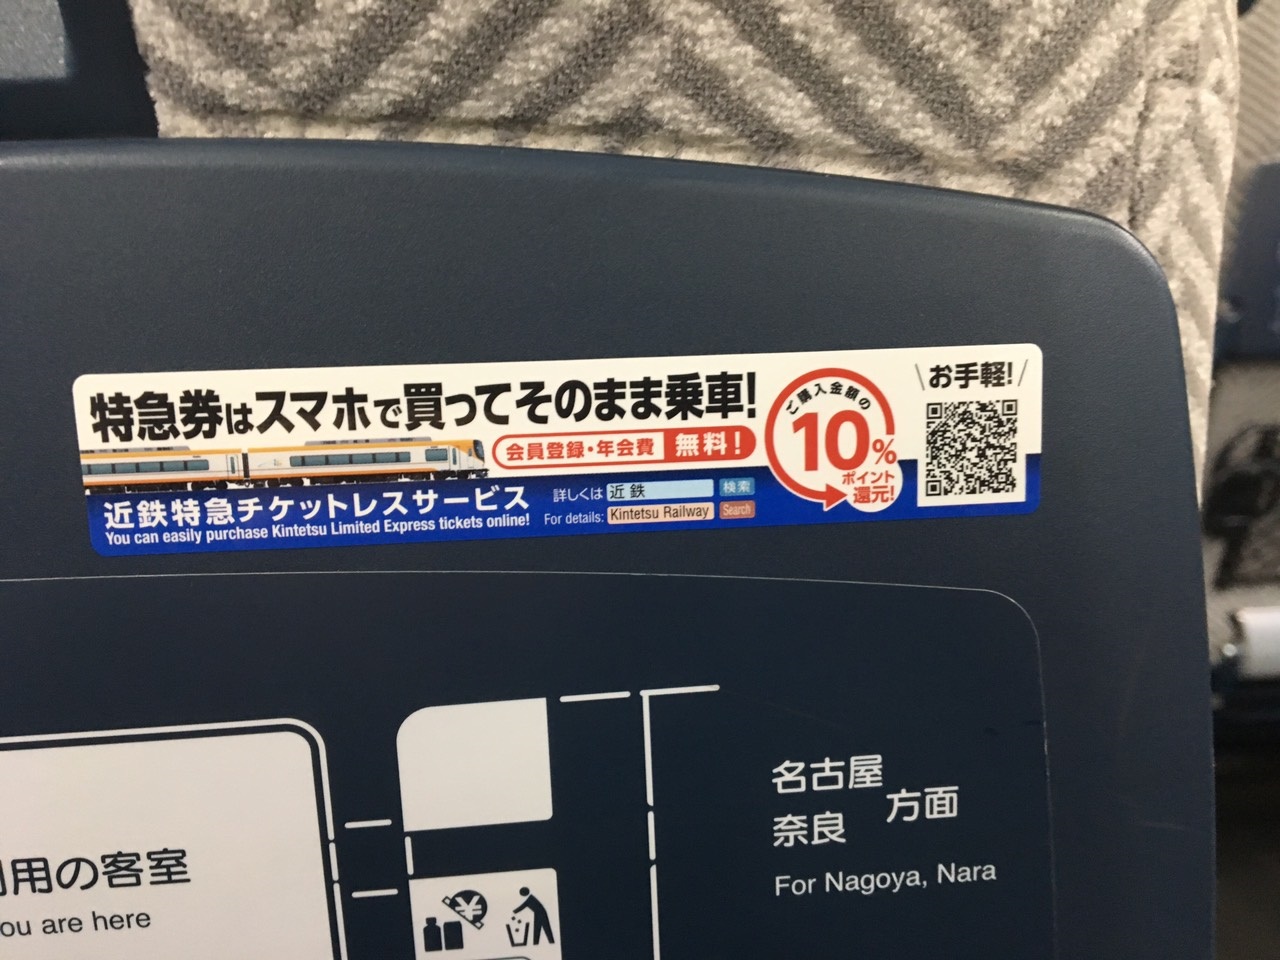 特急券はスマホで買ってそのまま乗車!
会員登録・年会費 無料!
ご購入金額の
10%
ポイント
還元!
お手軽!
近鉄特急チケットレスサービス
You can easily purchase Kintetsu Limited Express tickets online!
詳しくは 近鉄 検索
For details: Kintetsu Railway Search
名古屋
奈良
方面
For Nagoya, Nara
用の客室
ou are here
¥